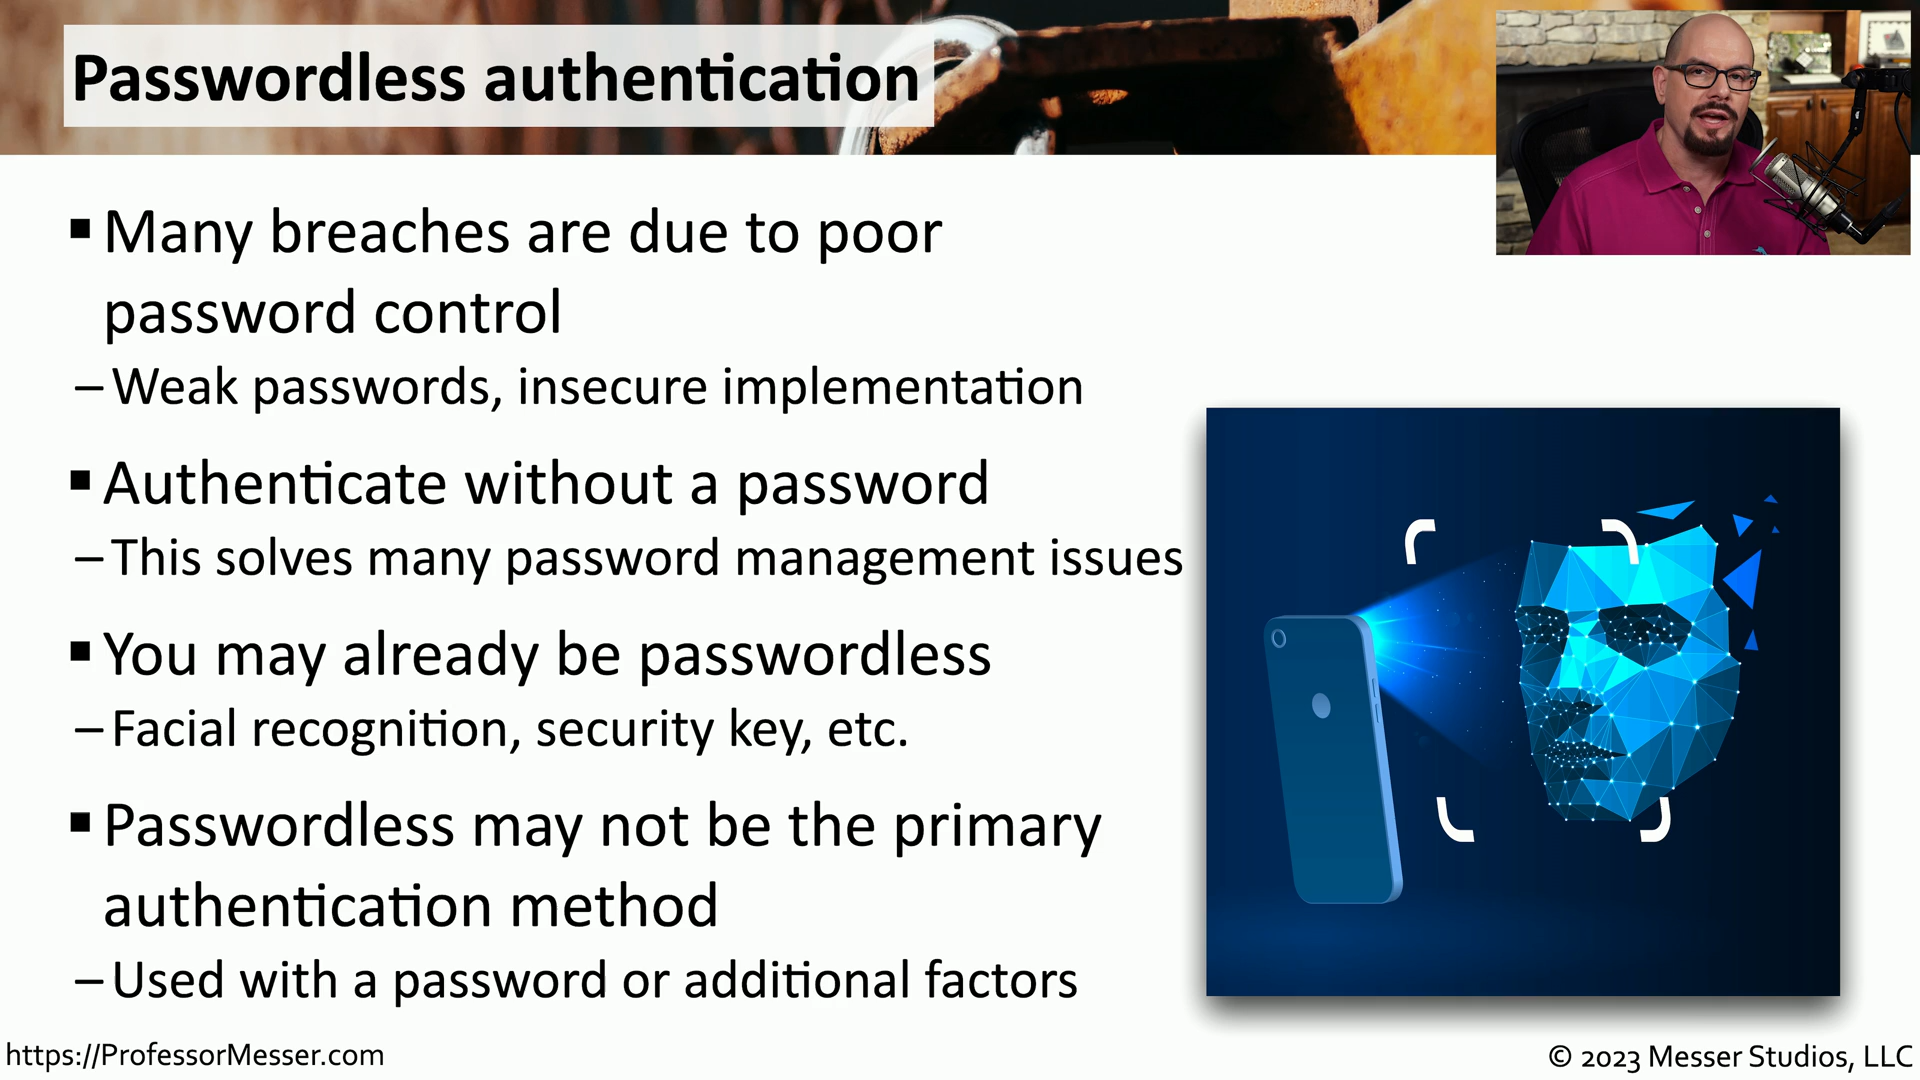 Passwordless authentication
▪ Many breaches are due to poor
password control
– Weak passwords, insecure implementation
▪ Authenticate without a password
– This solves many password management issues
▪ You may already be passwordless
– Facial recognition, security key, etc.
▪ Passwordless may not be the primary
authentication method
– Used with a password or additional factors
https://ProfessorMesser.com
© 2023 Messer Studios, LLC